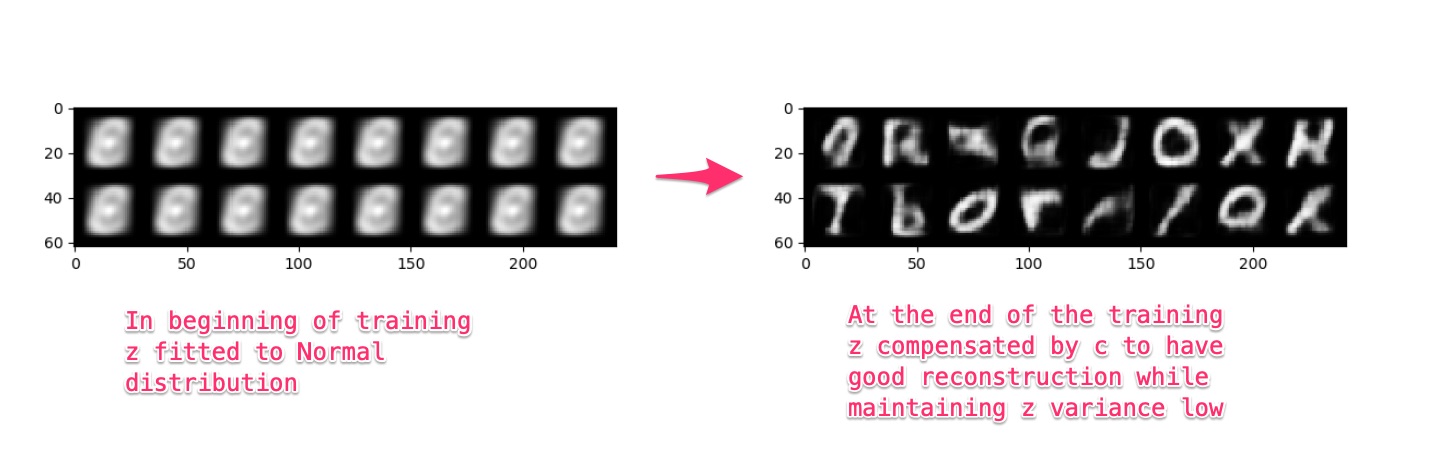 0
20
40
60
0 50 100 150 200
0
20
40
60
0 50 100 150 200
In beginning of training
z fitted to Normal
distribution
At the end of the training
z compensated by c to have
good reconstruction while
maintaining z variance low